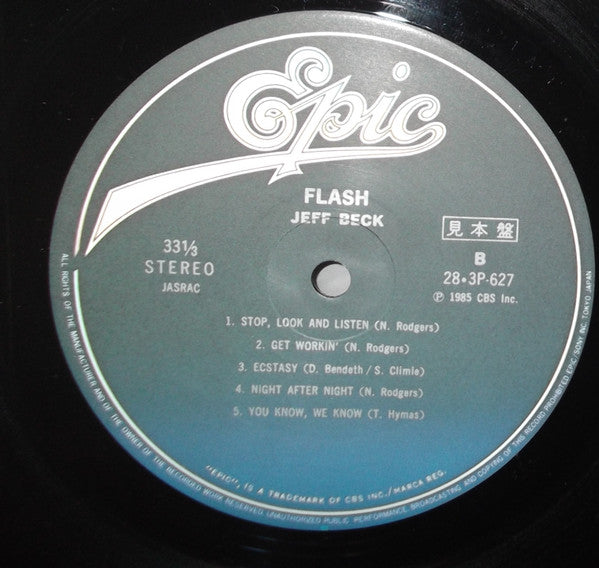 Epic
FLASH
JEFF BECK
33⅓
STEREO
JASRAC
見本盤
B
28・3P-627
Ⓟ 1985 CBS Inc.
1. STOP, LOOK AND LISTEN (N. Rodgers)
2. GET WORKIN' (N. Rodgers)
3. ECSTASY (D. Bendeth/S. Climie)
4. NIGHT AFTER NIGHT (N. Rodgers)
5. YOU KNOW, WE KNOW (T. Hymas)
"EPIC", IS A TRADEMARK OF CBS INC./MARCA REG.
ALL RIGHTS OF THE MANUFACTURER AND OF THE OWNER OF THE RECORDED WORK RESERVED. UNAUTHORIZED PUBLIC PERFORMANCE, BROADCASTING AND COPYING OF THIS RECORD PROHIBITED EPIC/SONY INC. TOKYO JAPAN